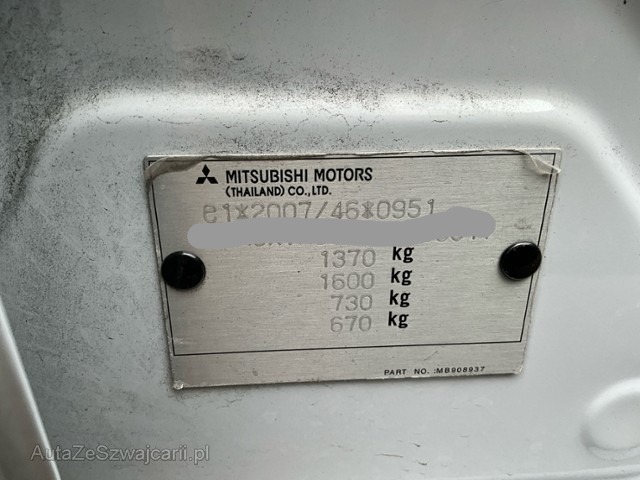 MITSUBISHI MOTORS
(THAILAND) CO., LTD.
e1*2007/46*0951
1370 kg
1600 kg
730 kg
670 kg
PART NO. :MB908937
AutaZeSzwajcarii.pl